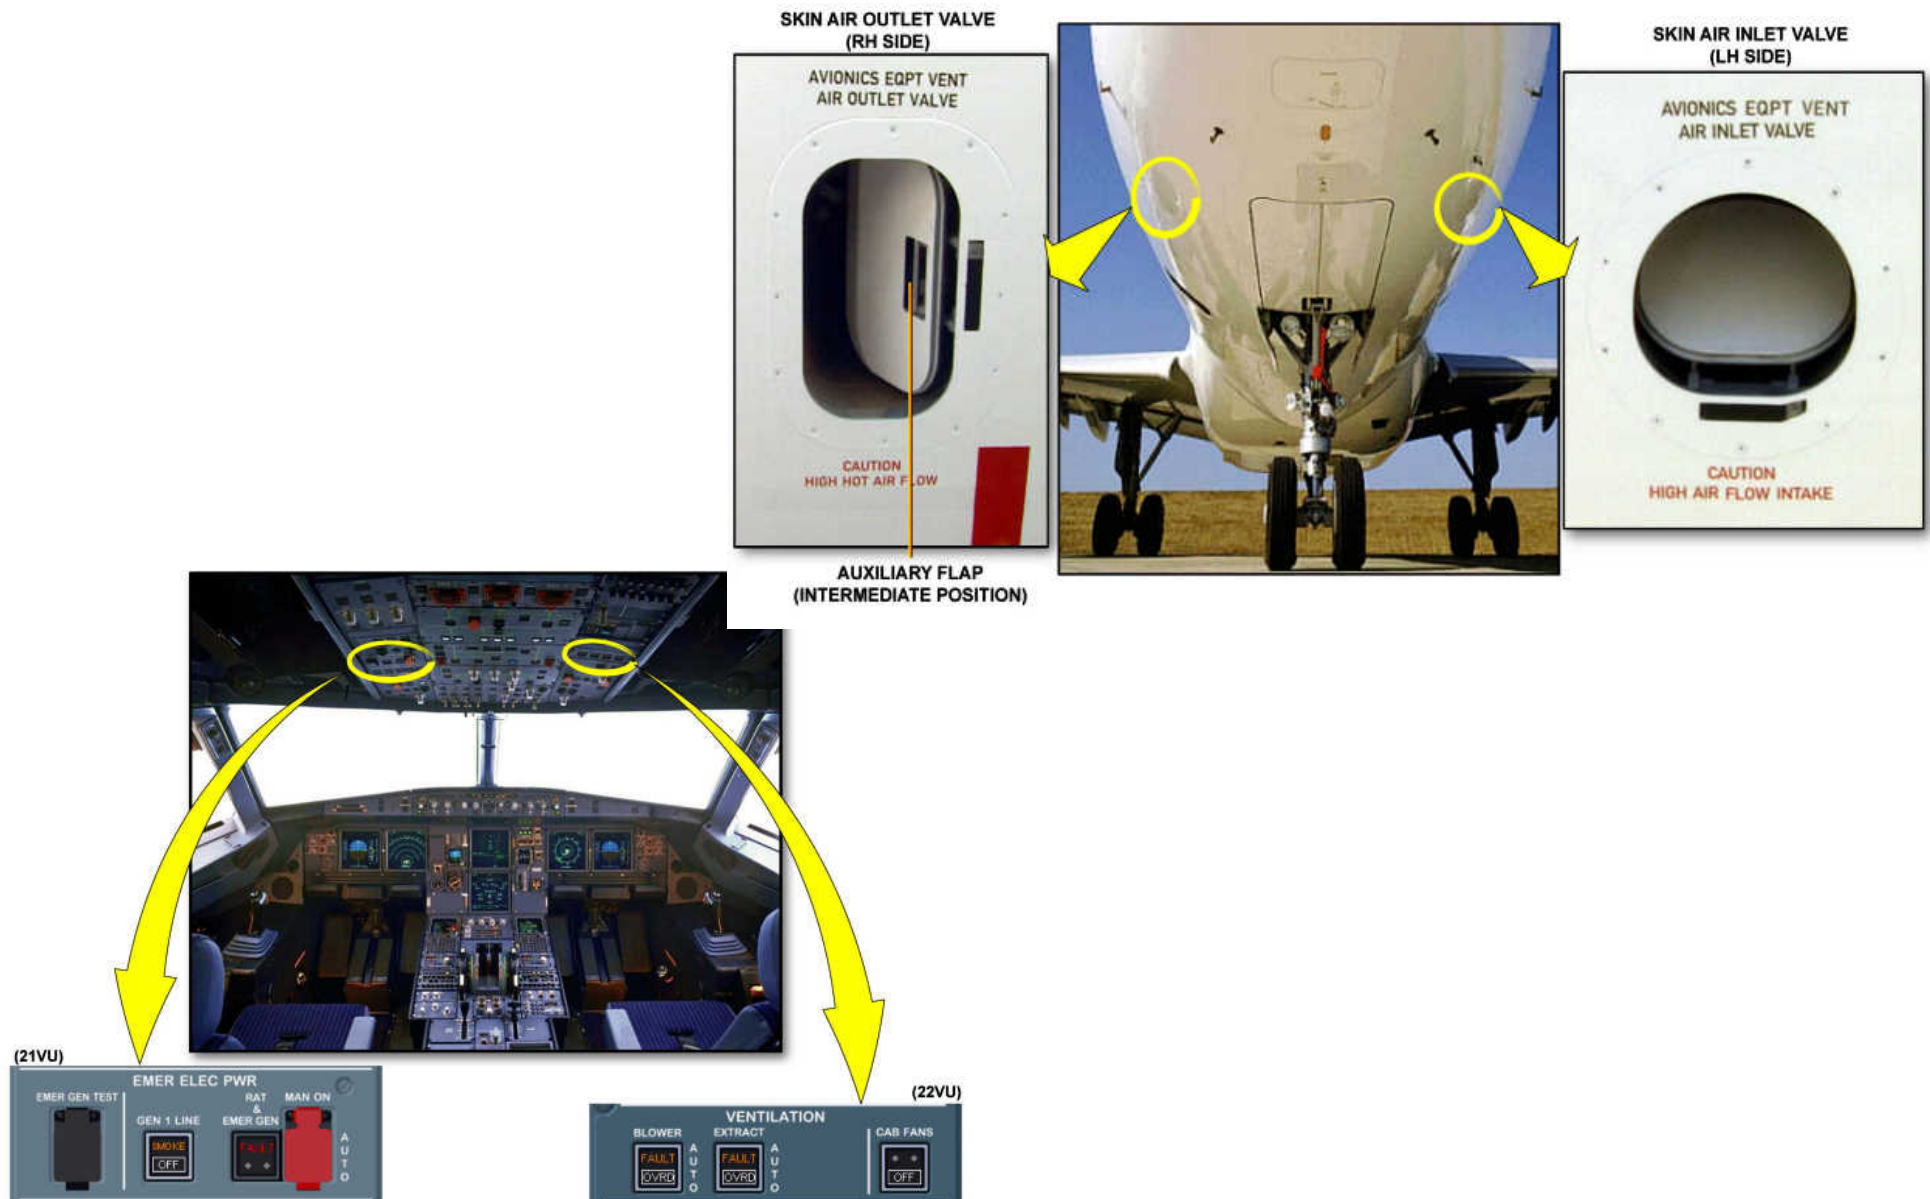 SKIN AIR OUTLET VALVE
(RH SIDE)
AVIONICS EQPT VENT
AIR OUTLET VALVE
CAUTION
HIGH HOT AIR FLOW
AUXILIARY FLAP
(INTERMEDIATE POSITION)
SKIN AIR INLET VALVE
(LH SIDE)
AVIONICS EQPT VENT
AIR INLET VALVE
CAUTION
HIGH AIR FLOW INTAKE
(21VU)
EMER ELEC PWR
EMER GEN TEST
GEN 1 LINE
SMOKE
OFF
RAT
&
EMER GEN
FAULT
MAN ON
AUTO
(22VU)
VENTILATION
BLOWER
FAULT
OVRD
AUTO
EXTRACT
FAULT
OVRD
AUTO
CAB FANS
OFF